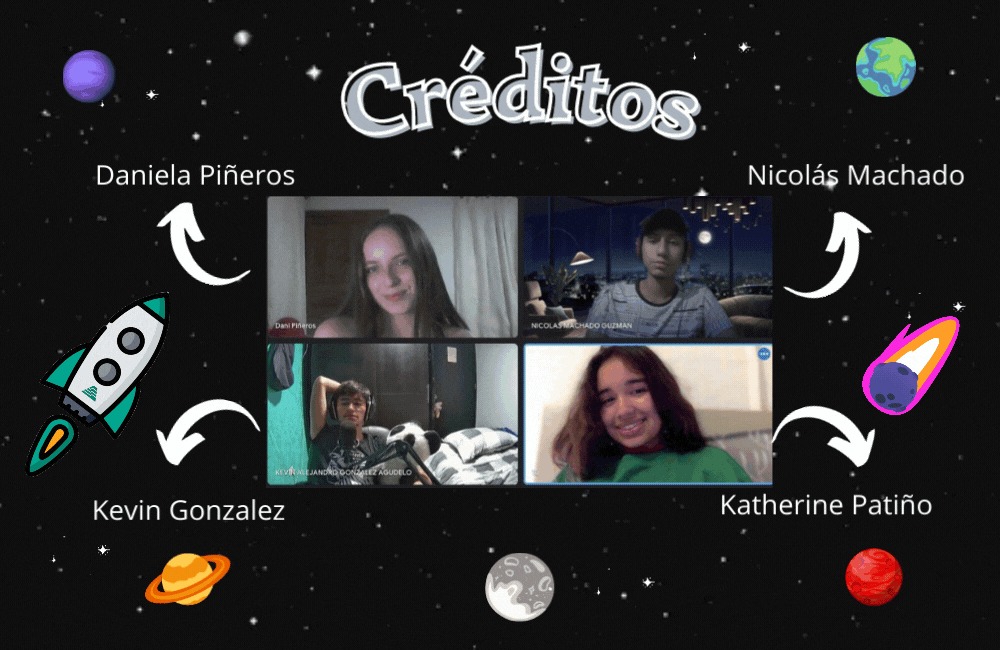 Créditos
Daniela Piñeros
Nicolás Machado
Dani Piñeros
NICOLAS MACHADO GUZMAN
KEVIN ALEJANDRO GONZALEZ AGUDELO
Kevin Gonzalez
Katherine Patiño